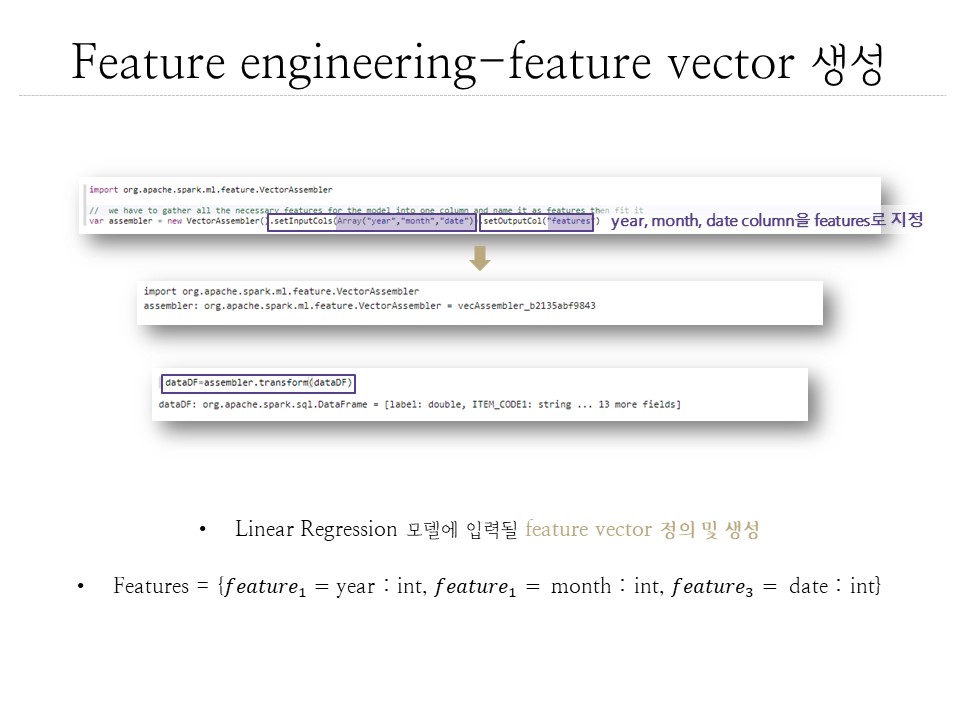 Feature engineering-feature vector 생성
import org.apache.spark.ml.feature.VectorAssembler
// we have to gather all the necessary features for the model into one column and name it as features then fit it
var assembler = new VectorAssembler().setInputCols(Array("year","month","date")).setOutputCol("features")
year, month, date column을 features로 지정
import org.apache.spark.ml.feature.VectorAssembler
assembler: org.apache.spark.ml.feature.VectorAssembler = vecAssembler_b2135abf9843
dataDF=assembler.transform(dataDF)
dataDF: org.apache.spark.sql.DataFrame = [label: double, ITEM_CODE1: string ... 13 more fields]
• Linear Regression 모델에 입력될 feature vector 정의 및 생성
• Features = {feature₁ = year : int, feature₁ = month : int, feature₃ = date : int}